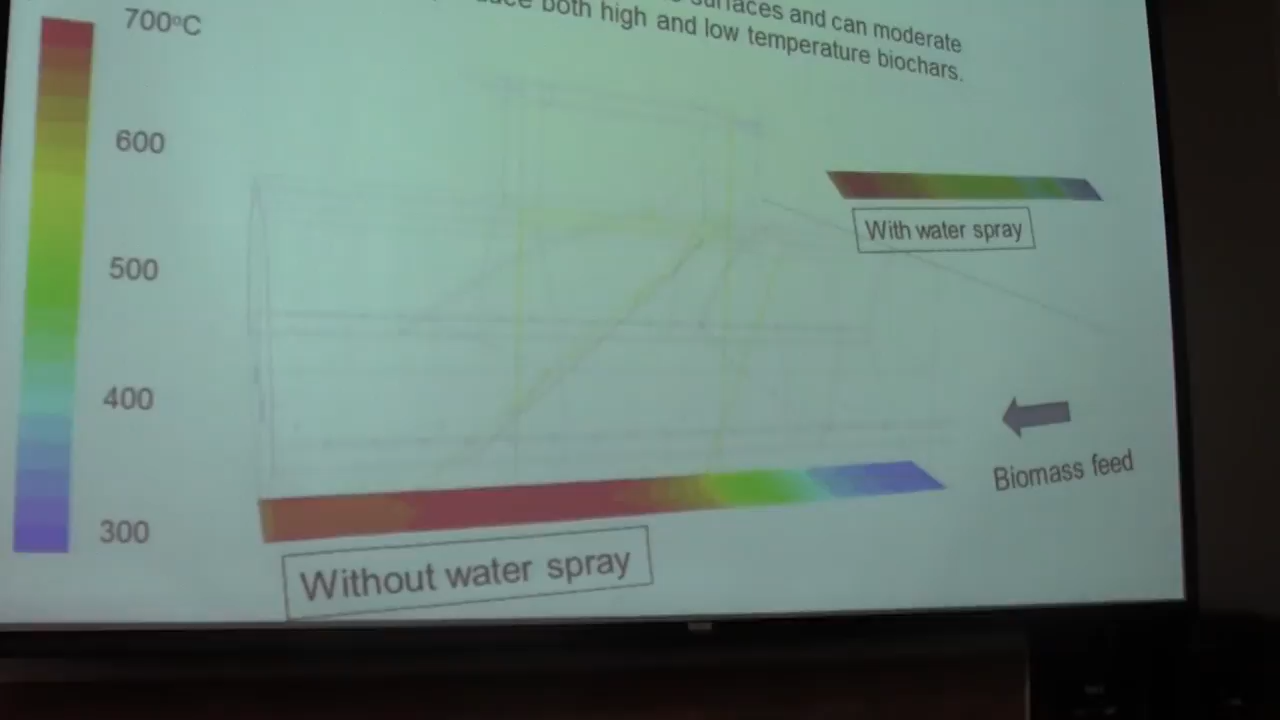 surfaces and can moderate
both high and low temperature biochars.
700°C
600
500
400
300
With water spray
Biomass feed
Without water spray